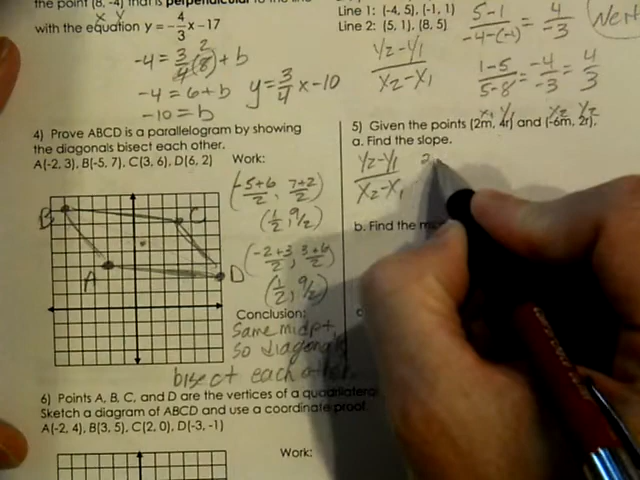 the point (8, -4) that is perpendicular to the line
x y
with the equation y = -4/3x - 17
-4 = 3/4(8) + b
2
-4 = 6 + b
-10 = b
y = 3/4 x - 10
Line 1: (-4, 5), (-1, 1)
Line 2: (5, 1), (8, 5)
y2-y1
x2-x1
5-1/-4-(-1) = 4/-3
1-5/5-8 = -4/-3 = 4/3
4) Prove ABCD is a parallelogram by showing
the diagonals bisect each other.
A(-2, 3), B(-5, 7), C(3, 6), D(6, 2)
Work:
(-5+6/2, 7+2/2)
(1/2, 9/2)
(-2+3/2, 3+6/2)
(1/2, 9/2)
B
C
A
D
Conclusion:
Same midpt,
so diagonals
bisect each other.
5) Given the points (2m, 4r) and (-6m, 2r),
x1 y1 x2 y2
a. Find the slope.
y2-y1
x2-x1
2
b. Find the
6) Points A, B, C, and D are the vertices of a quadrilateral
Sketch a diagram of ABCD and use a coordinate proof
A(-2, 4), B(3, 5), C(2, 0), D(-3, -1)
Work: